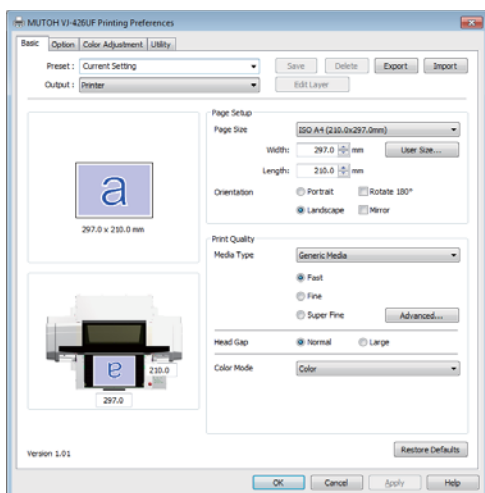 MUTOH VJ-426UF Printing Preferences
Basic Option Color Adjustment Utility
Preset : Current Setting Save Delete Export Import
Output : Printer Edit Layer
Page Setup
Page Size ISO A4 (210.0x297.0mm)
Width: 297.0 mm User Size...
Length: 210.0 mm
Orientation Portrait Rotate 180°
Landscape Mirror
a
297.0 x 210.0 mm
Print Quality
Media Type Generic Media
Fast
Fine
Super Fine Advanced...
Head Gap Normal Large
Color Mode Color
a
210.0
297.0
Version 1.01 Restore Defaults
OK Cancel Apply Help